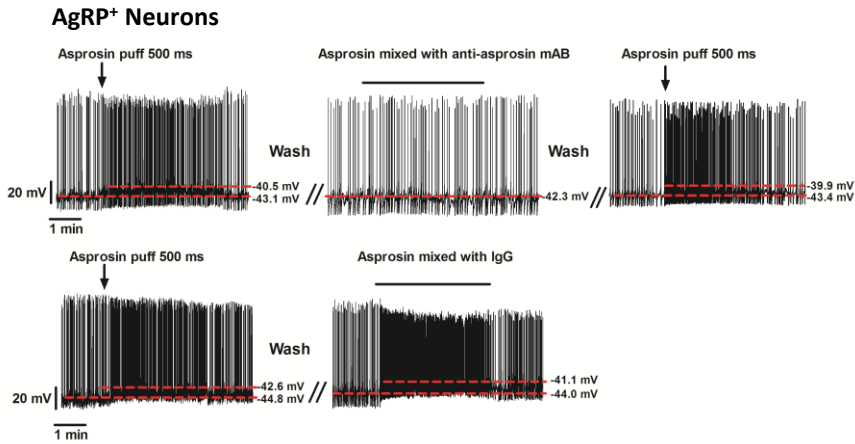 AgRP⁺ Neurons
Asprosin puff 500 ms
Asprosin mixed with anti-asprosin mAB
Asprosin puff 500 ms
Wash
Wash
20 mV
-40.5 mV
-43.1 mV
//
-42.3 mV
//
-39.9 mV
-43.4 mV
1 min
Asprosin puff 500 ms
Asprosin mixed with IgG
Wash
20 mV
-42.6 mV
-44.8 mV
//
-41.1 mV
-44.0 mV
1 min